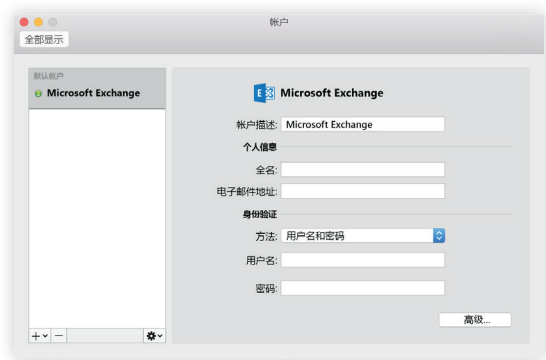 帐户
全部显示
默认帐户
Microsoft Exchange
Microsoft Exchange
帐户描述: Microsoft Exchange
个人信息
全名:
电子邮件地址:
身份验证
方法: 用户名和密码
用户名:
密码:
高级...